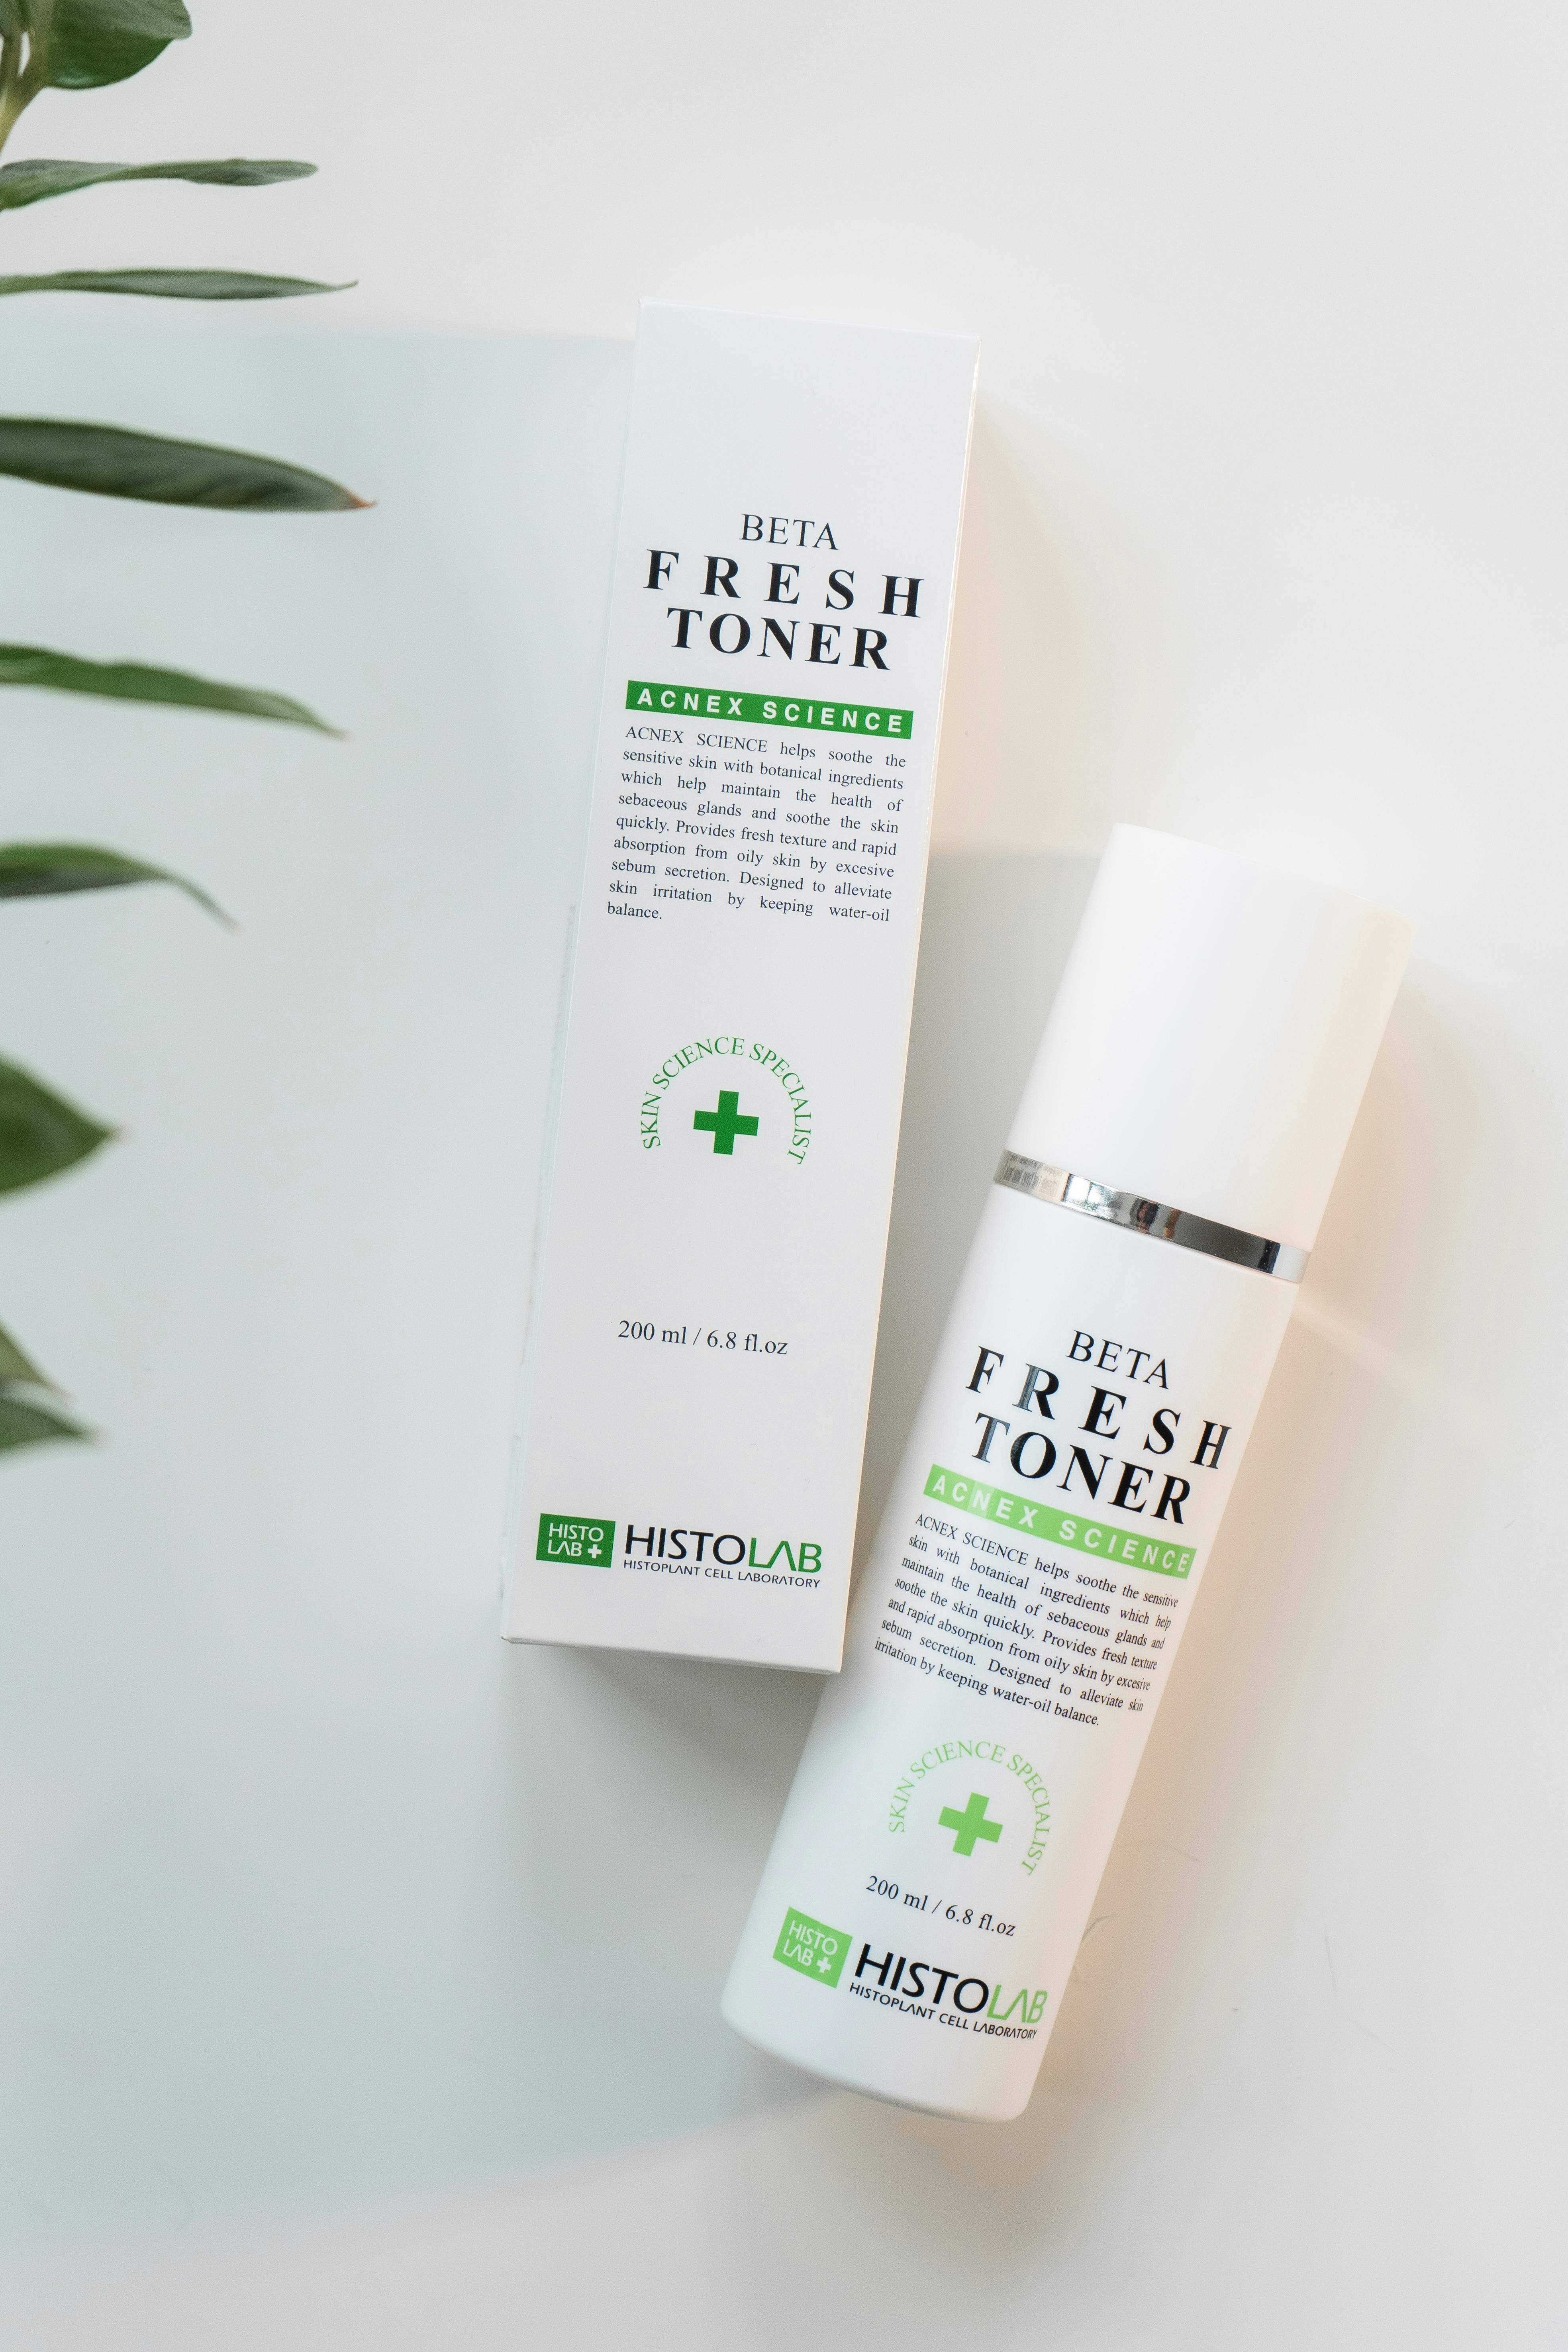 BETA
FRESH
TONER
ACNEX SCIENCE
ACNEX SCIENCE helps soothe the
sensitive skin with botanical ingredients
which help maintain the health of
sebaceous glands and soothe the skin
quickly. Provides fresh texture and rapid
absorption from oily skin by excesive
sebum secretion. Designed to alleviate
skin irritation by keeping water-oil
balance.
SKIN SCIENCE SPECIALIST
200 ml / 6.8 fl.oz
HISTO
LAB+
HISTOLAB
HISTOPLANT CELL LABORATORY
BETA
FRESH
TONER
ACNEX SCIENCE
ACNEX SCIENCE helps soothe the sensitive
skin with botanical ingredients which help
maintain the health of sebaceous glands and
soothe the skin quickly. Provides fresh texture
and rapid absorption from oily skin by excesive
sebum secretion. Designed to alleviate skin
irritation by keeping water-oil balance.
SKIN SCIENCE SPECIALIST
200 ml / 6.8 fl.oz
HISTO
LAB+
HISTOLAB
HISTOPLANT CELL LABORATORY